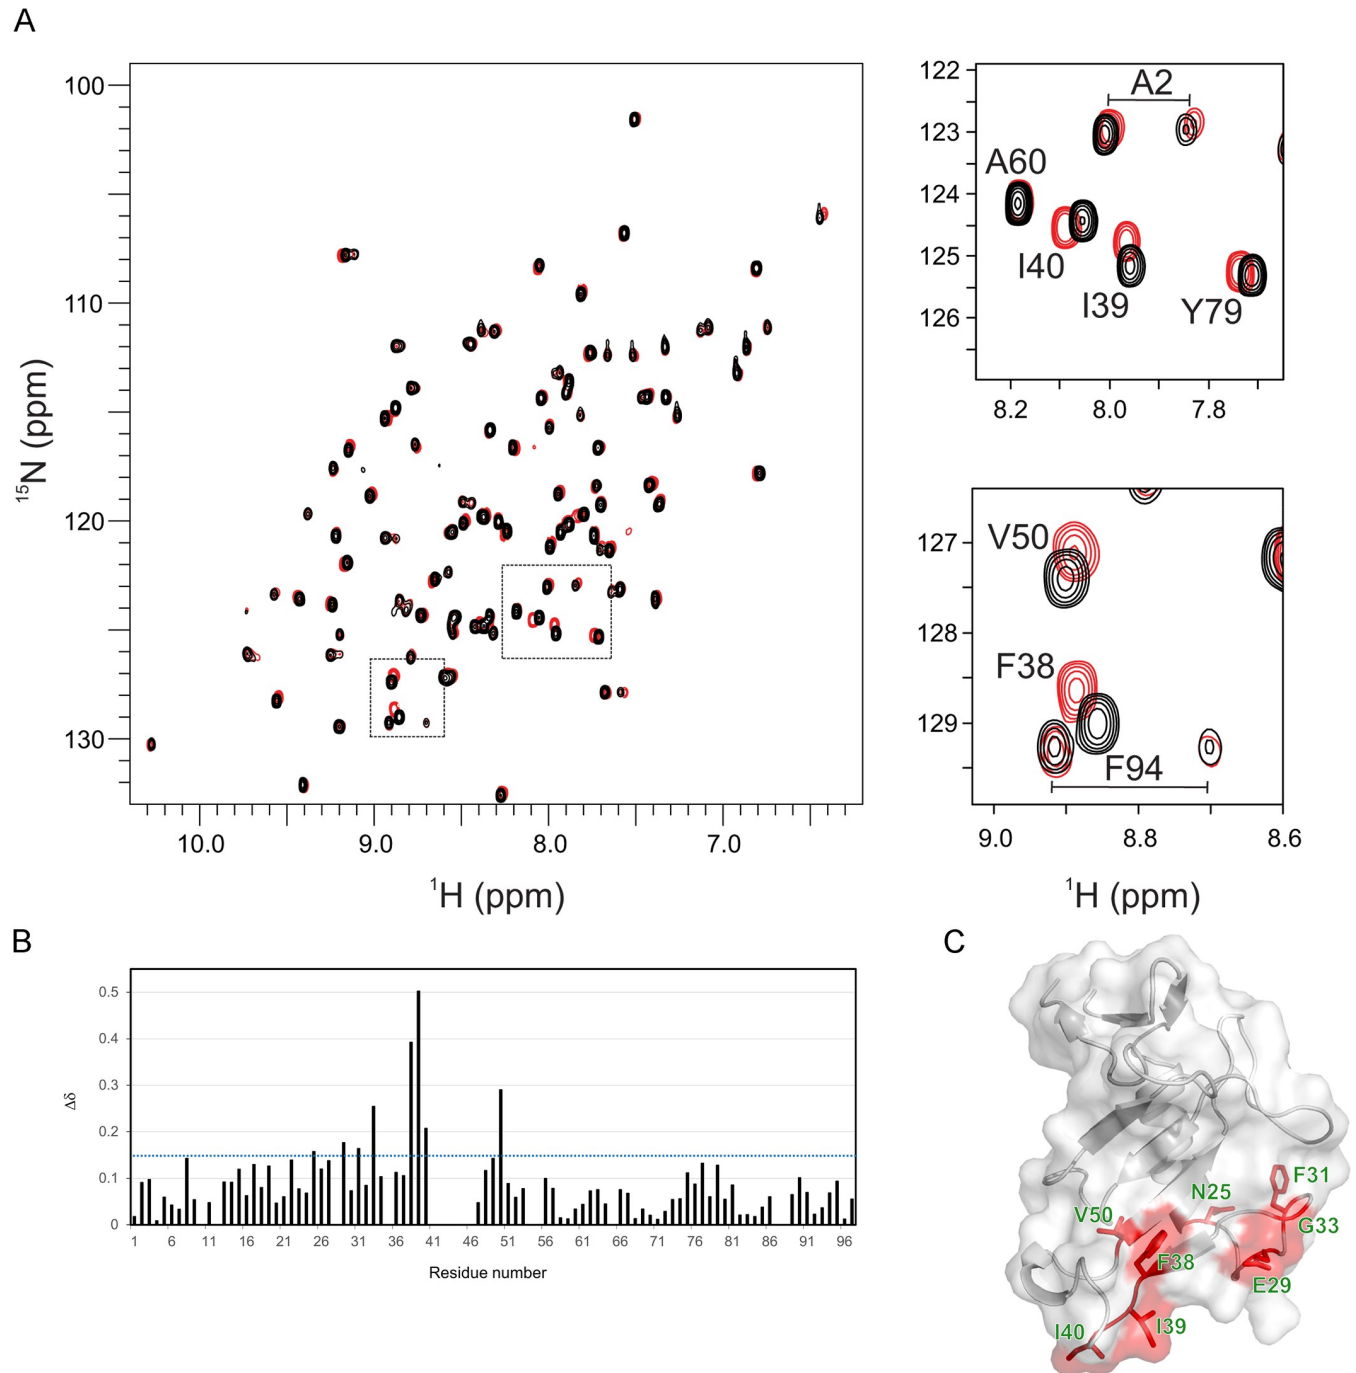 A
100
110
120
130
10.0 9.0 8.0 7.0
¹⁵N (ppm)
¹H (ppm)
122
123
124
125
126
A2
A60
I40
I39
Y79
8.2 8.0 7.8
127
128
129
V50
F38
F94
9.0 8.8 8.6
¹H (ppm)
B
0.5
0.4
0.3
0.2
0.1
0
Δδ
1 6 11 16 21 26 31 36 41 46 51 56 61 66 71 76 81 86 91 96
Residue number
C
F31
N25
V50
G33
F38
E29
I40
I39